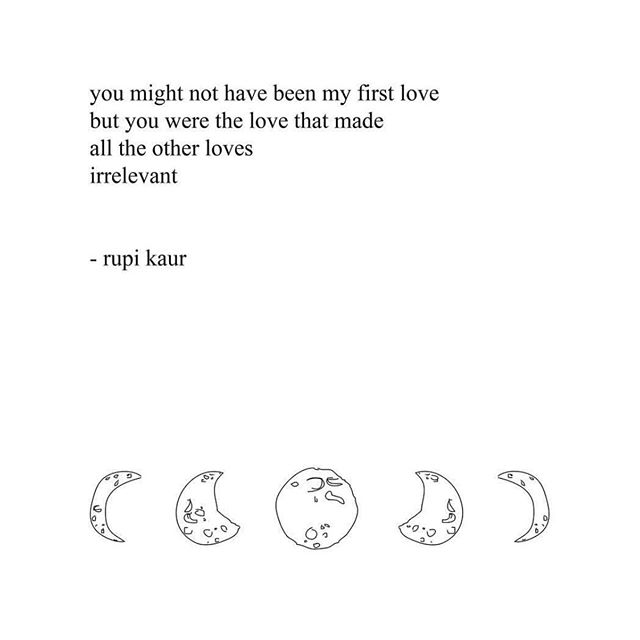 you might not have been my first love
but you were the love that made
all the other loves
irrelevant
- rupi kaur